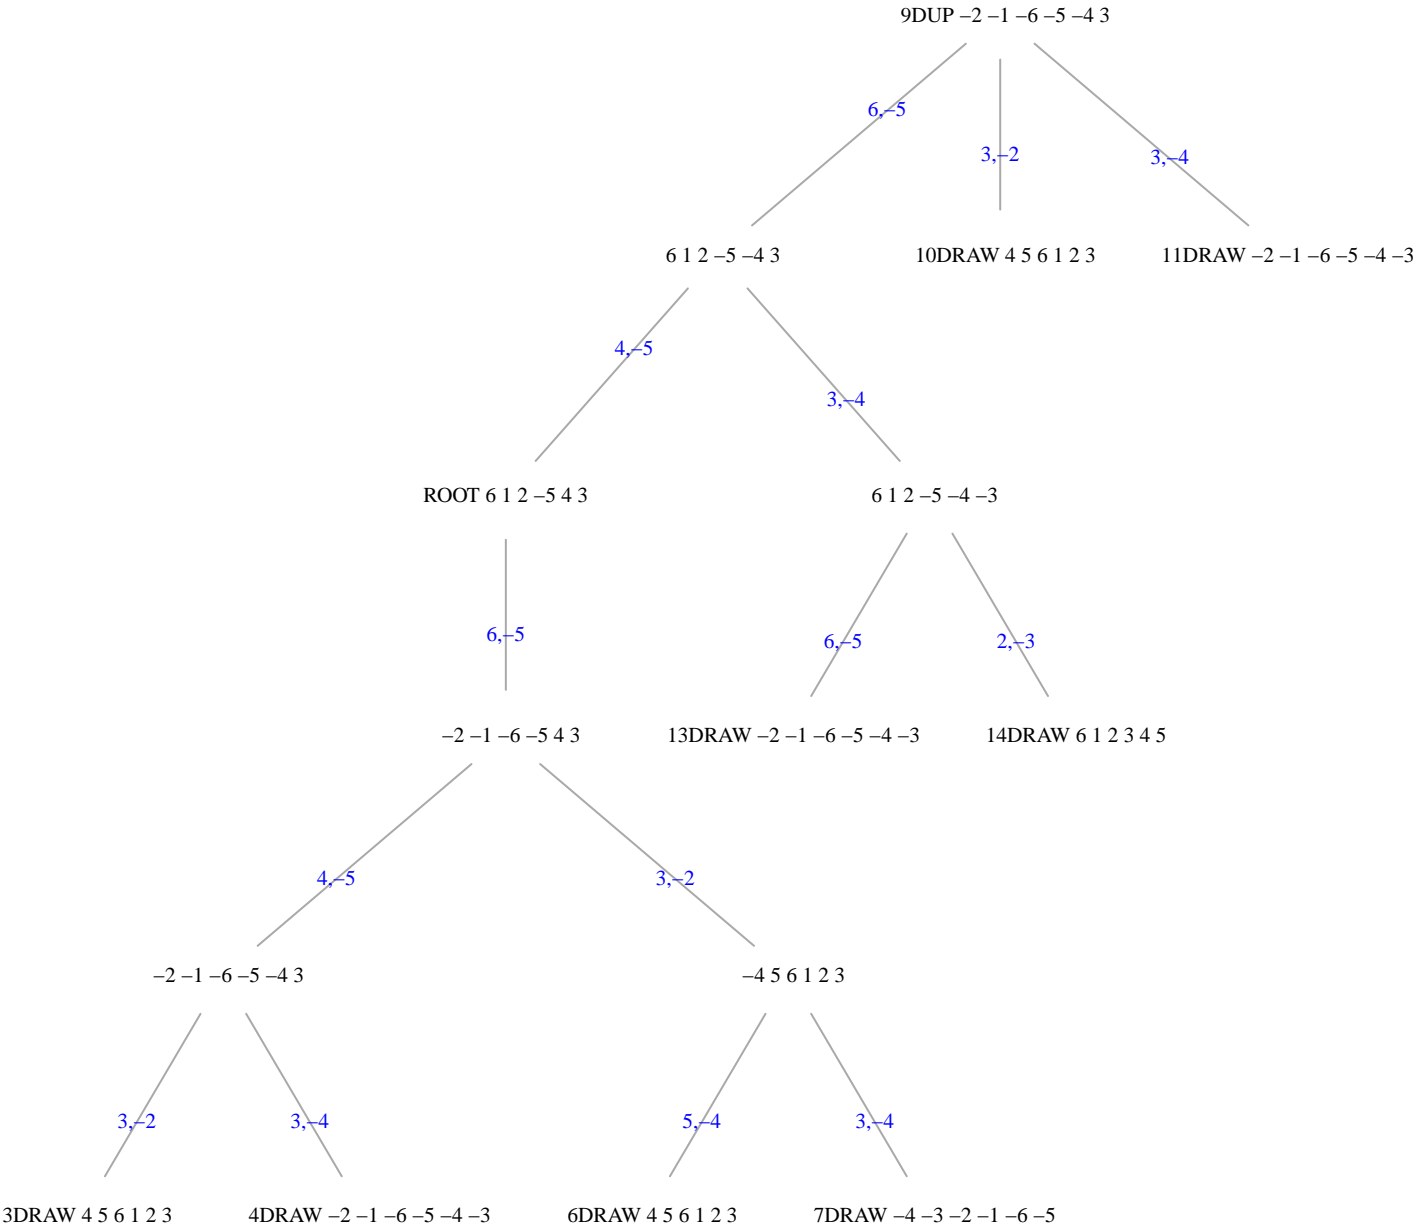 9DUP –2 –1 –6 –5 –4 3
6,–5
3,–2
3,–4
6 1 2 –5 –4 3
10DRAW 4 5 6 1 2 3
11DRAW –2 –1 –6 –5 –4 –3
4,–5
3,–4
ROOT 6 1 2 –5 4 3
6 1 2 –5 –4 –3
6,–5
6,–5
2,–3
–2 –1 –6 –5 4 3
13DRAW –2 –1 –6 –5 –4 –3
14DRAW 6 1 2 3 4 5
4,–5
3,–2
–2 –1 –6 –5 –4 3
–4 5 6 1 2 3
3,–2
3,–4
5,–4
3,–4
3DRAW 4 5 6 1 2 3
4DRAW –2 –1 –6 –5 –4 –3
6DRAW 4 5 6 1 2 3
7DRAW –4 –3 –2 –1 –6 –5